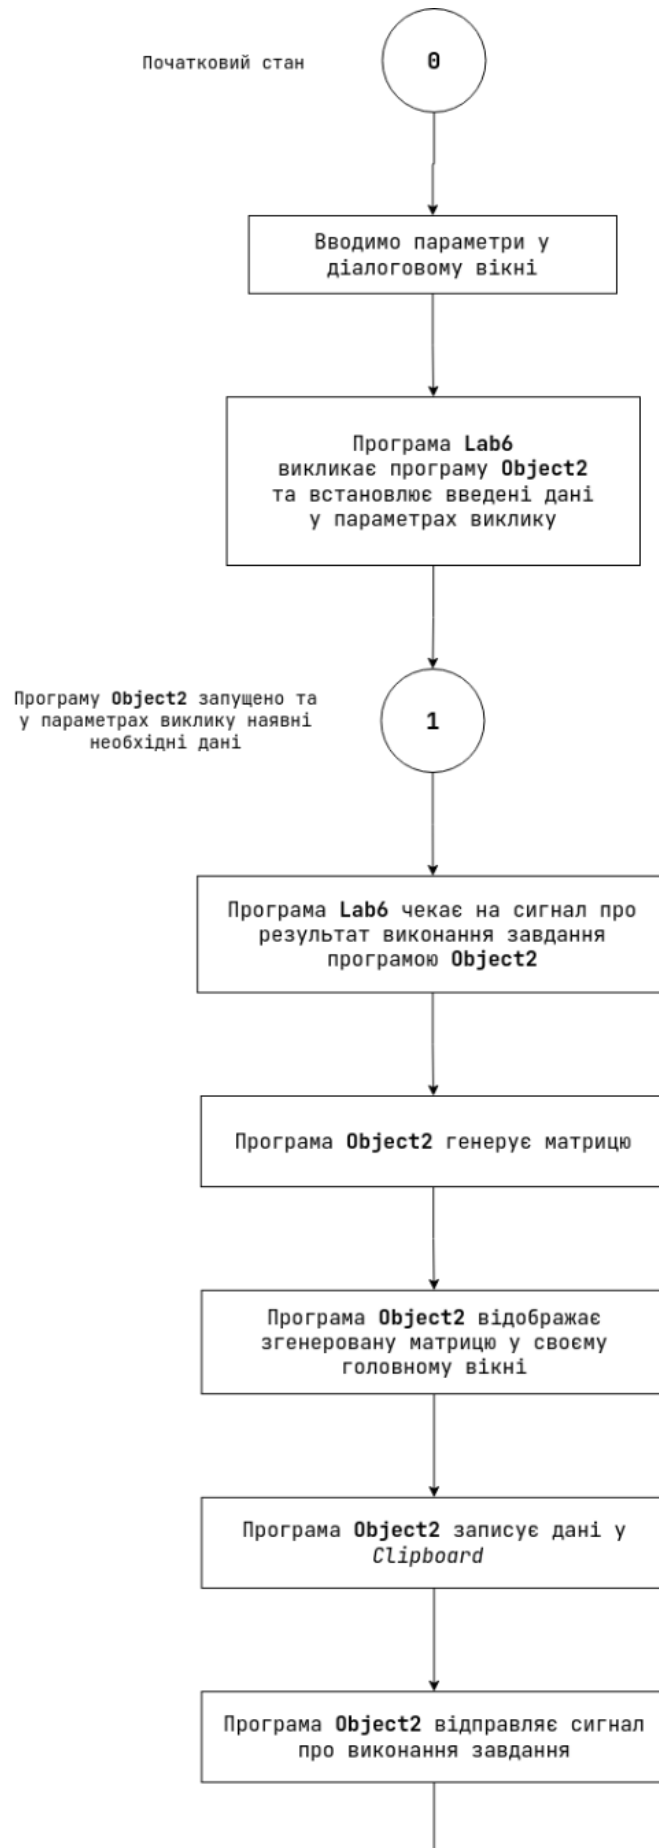 Початковий стан
0
Вводимо параметри у
діалоговому вікні
Програма Lab6
викликає програму Object2
та встановлює введені дані
у параметрах виклику
Програму Object2 запущено та
у параметрах виклику наявні
необхідні дані
1
Програма Lab6 чекає на сигнал про
результат виконання завдання
програмою Object2
Програма Object2 генерує матрицю
Програма Object2 відображає
згенеровану матрицю у своєму
головному вікні
Програма Object2 записує дані у
Clipboard
Програма Object2 відправляє сигнал
про виконання завдання